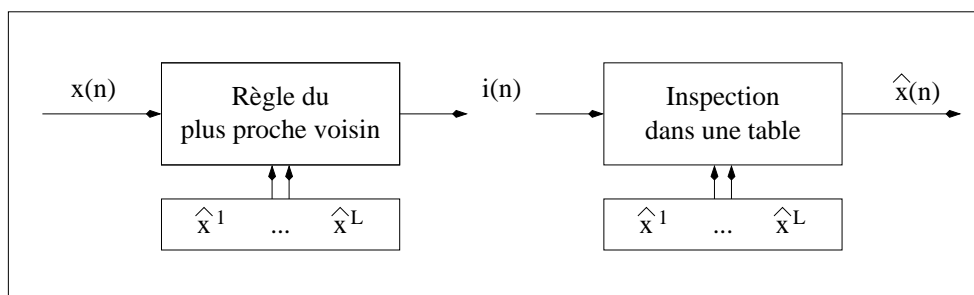 x(n)
Règle du
plus proche voisin
i(n)
Inspection
dans une table
x̂(n)
x̂¹ ... x̂ᴸ
x̂¹ ... x̂ᴸ